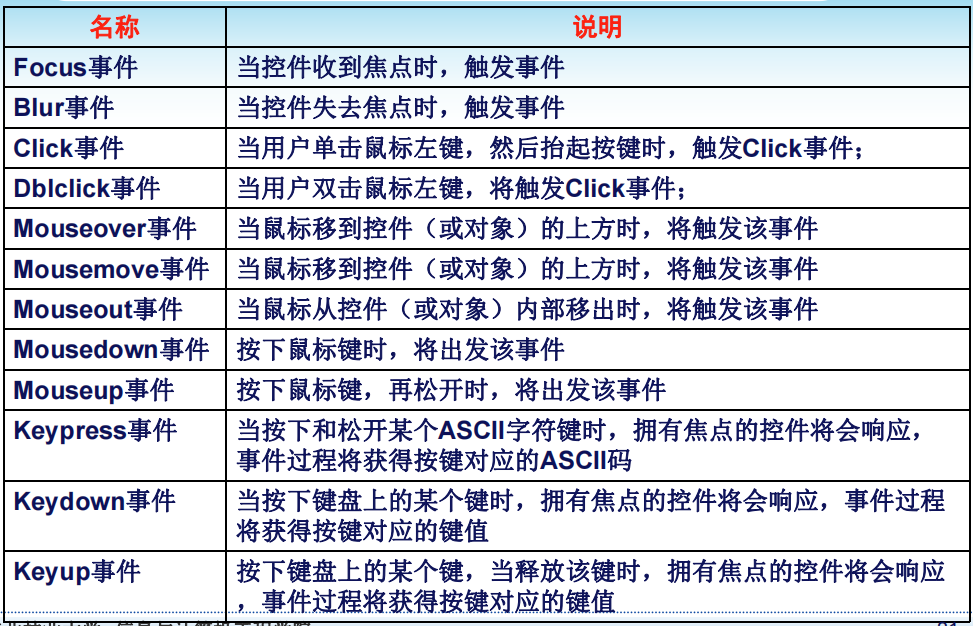 名称 说明
Focus事件 当控件收到焦点时，触发事件
Blur事件 当控件失去焦点时，触发事件
Click事件 当用户单击鼠标左键，然后抬起按键时，触发Click事件；
Dblclick事件 当用户双击鼠标左键，将触发Click事件；
Mouseover事件 当鼠标移到控件（或对象）的上方时，将触发该事件
Mousemove事件 当鼠标移到控件（或对象）的上方时，将触发该事件
Mouseout事件 当鼠标从控件（或对象）内部移出时，将触发该事件
Mousedown事件 按下鼠标键时，将出发该事件
Mouseup事件 按下鼠标键，再松开时，将出发该事件
Keypress事件 当按下和松开某个ASCII字符键时，拥有焦点的控件将会响应，
事件过程将获得按键对应的ASCII码
Keydown事件 当按下键盘上的某个键时，拥有焦点的控件将会响应，事件过程
将获得按键对应的键值
Keyup事件 按下键盘上的某个键，当释放该键时，拥有焦点的控件将会响应
，事件过程将获得按键对应的键值